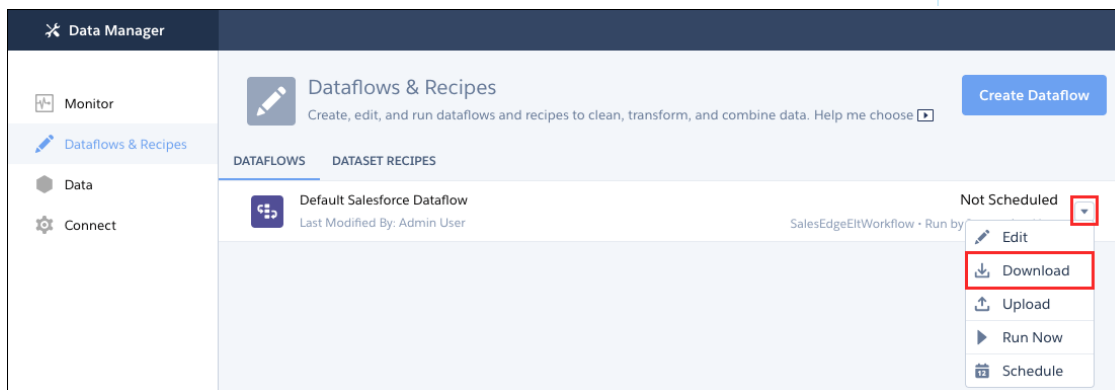 Data Manager
Monitor
Dataflows & Recipes
Data
Connect
Dataflows & Recipes
Create, edit, and run dataflows and recipes to clean, transform, and combine data. Help me choose
Create Dataflow
DATAFLOWS
DATASET RECIPES
Default Salesforce Dataflow
Last Modified By: Admin User
Not Scheduled
SalesEdgeEltWorkflow • Run by
Edit
Download
Upload
Run Now
12 Schedule